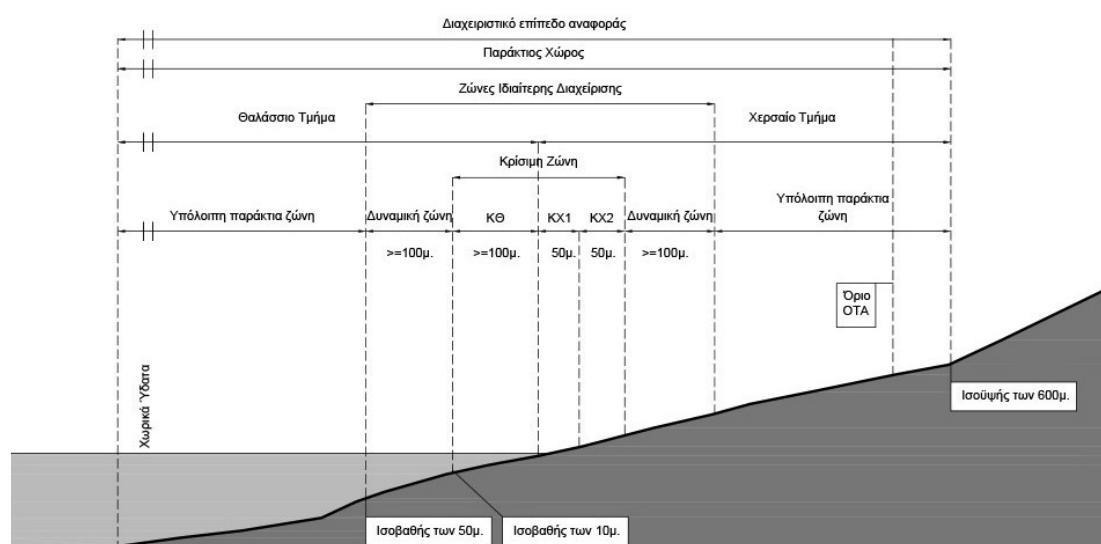 Διαχειριστικό επίπεδο αναφοράς
Παράκτιος Χώρος
Ζώνες Ιδιαίτερης Διαχείρισης
Θαλάσσιο Τμήμα
Χερσαίο Τμήμα
Κρίσιμη Ζώνη
Υπόλοιπη παράκτια ζώνη
Δυναμική ζώνη
ΚΘ
ΚΧ1
ΚΧ2
Δυναμική ζώνη
Υπόλοιπη παράκτια
ζώνη
>=100μ.
>=100μ.
50μ.
50μ.
>=100μ.
Όριο
ΟΤΑ
Χωρικά Ύδατα
Ισοϋψής των 600μ.
Ισοβαθής των 50μ.
Ισοβαθής των 10μ.